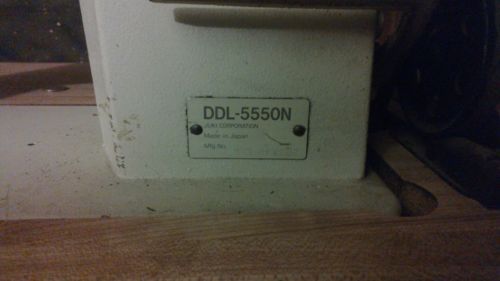 DDL-5550N
JUKI CORPORATION
Made in Japan
Mfg.No.